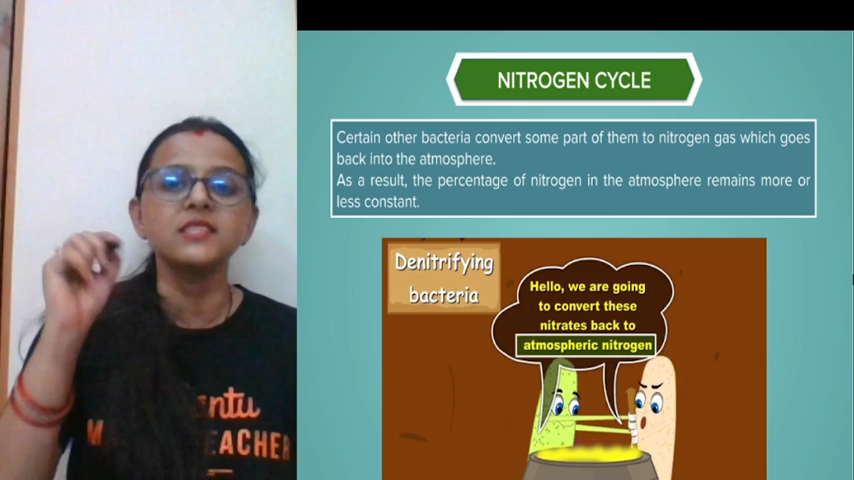 NITROGEN CYCLE
Certain other bacteria convert some part of them to nitrogen gas which goes
back into the atmosphere.
As a result, the percentage of nitrogen in the atmosphere remains more or
less constant.
Denitrifying
bacteria
Hello, we are going
to convert these
nitrates back to
atmospheric nitrogen